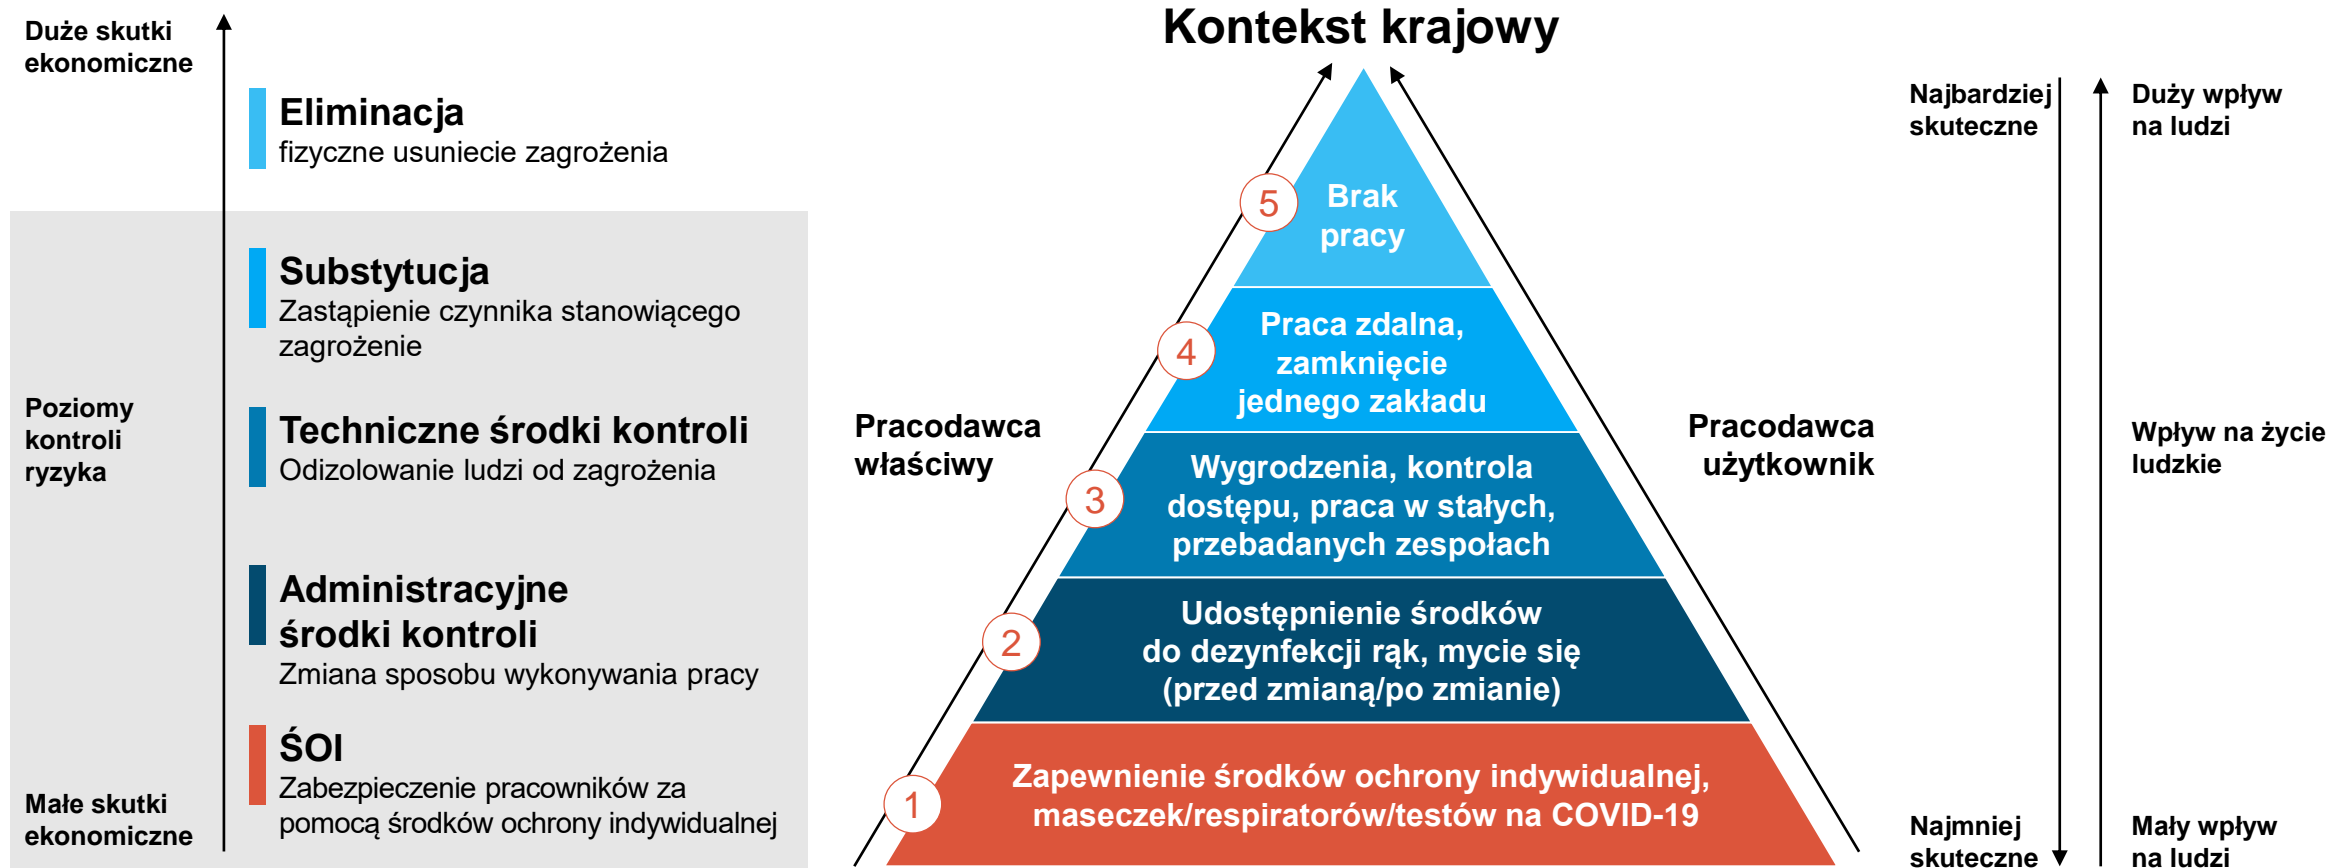 Kontekst krajowy
Duże skutki
ekonomiczne
Eliminacja
fizyczne usuniecie zagrożenia
Substytucja
Zastąpienie czynnika stanowiącego
zagrożenie
Poziomy
kontroli
ryzyka
Techniczne środki kontroli
Odizolowanie ludzi od zagrożenia
Administracyjne
środki kontroli
Zmiana sposobu wykonywania pracy
ŚOI
Zabezpieczenie pracowników za
pomocą środków ochrony indywidualnej
Małe skutki
ekonomiczne
Pracodawca
właściwy
5
Brak
pracy
4
Praca zdalna,
zamknięcie
jednego zakładu
3
Wygrodzenia, kontrola
dostępu, praca w stałych,
przebadanych zespołach
2
Udostępnienie środków
do dezynfekcji rąk, mycie się
(przed zmianą/po zmianie)
1
Zapewnienie środków ochrony indywidualnej,
maseczek/respiratorów/testów na COVID-19
Pracodawca
użytkownik
Najbardziej
skuteczne
Najmniej
skuteczne
Duży wpływ
na ludzi
Wpływ na życie
ludzkie
Mały wpływ
na ludzi